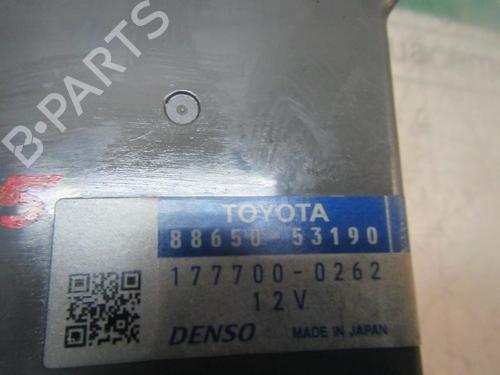 B-PARTS
TOYOTA
88650-53190
177700-0262
12V
DENSO MADE IN JAPAN